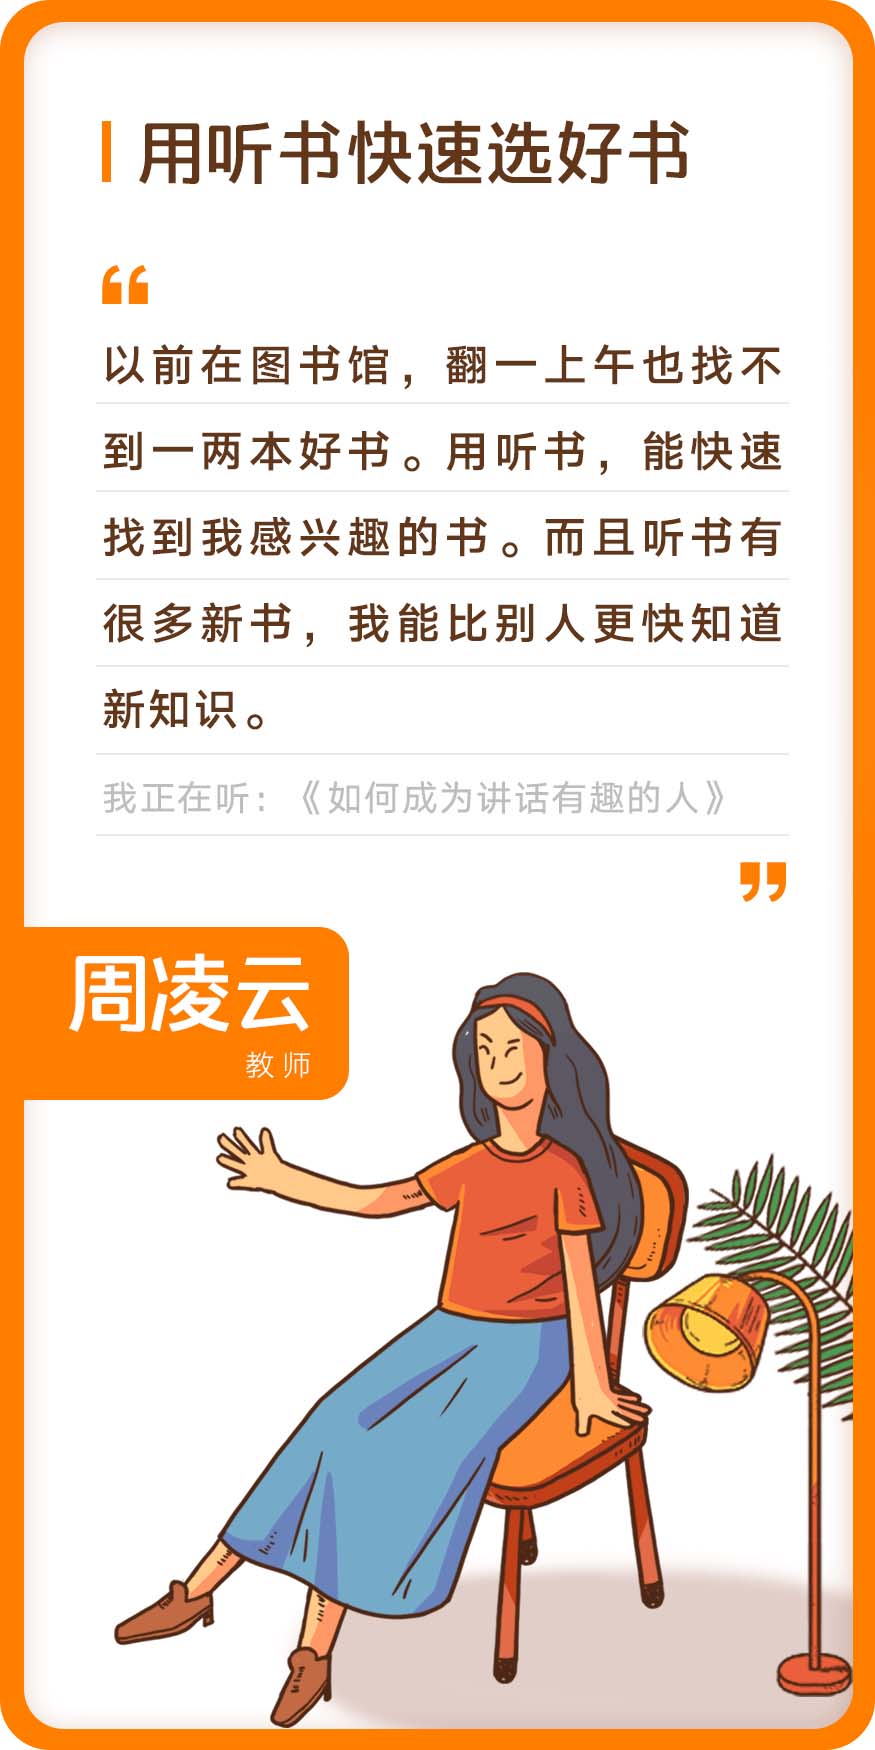 用听书快速选好书
“
以前在图书馆，翻一上午也找不
到一两本好书。用听书，能快速
找到我感兴趣的书。而且听书有
很多新书，我能比别人更快知道
新知识。
我正在听：《如何成为讲话有趣的人》
”
周凌云
教师